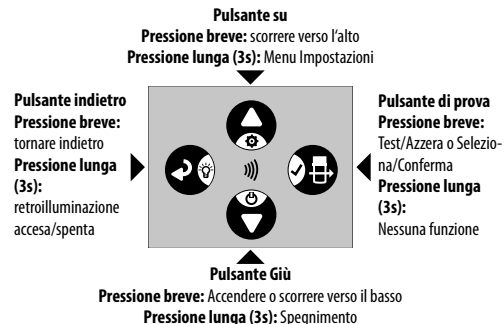 Pulsante su
Pressione breve: scorrere verso l'alto
Pressione lunga (3s): Menu Impostazioni
Pulsante indietro
Pressione breve:
tornare indietro
Pressione lunga
(3s):
retroilluminazione
accesa/spenta
Pulsante di prova
Pressione breve:
Test/Azzera o Selezio-
na/Conferma
Pressione lunga
(3s):
Nessuna funzione
Pulsante Giù
Pressione breve: Accendere o scorrere verso il basso
Pressione lunga (3s): Spegnimento